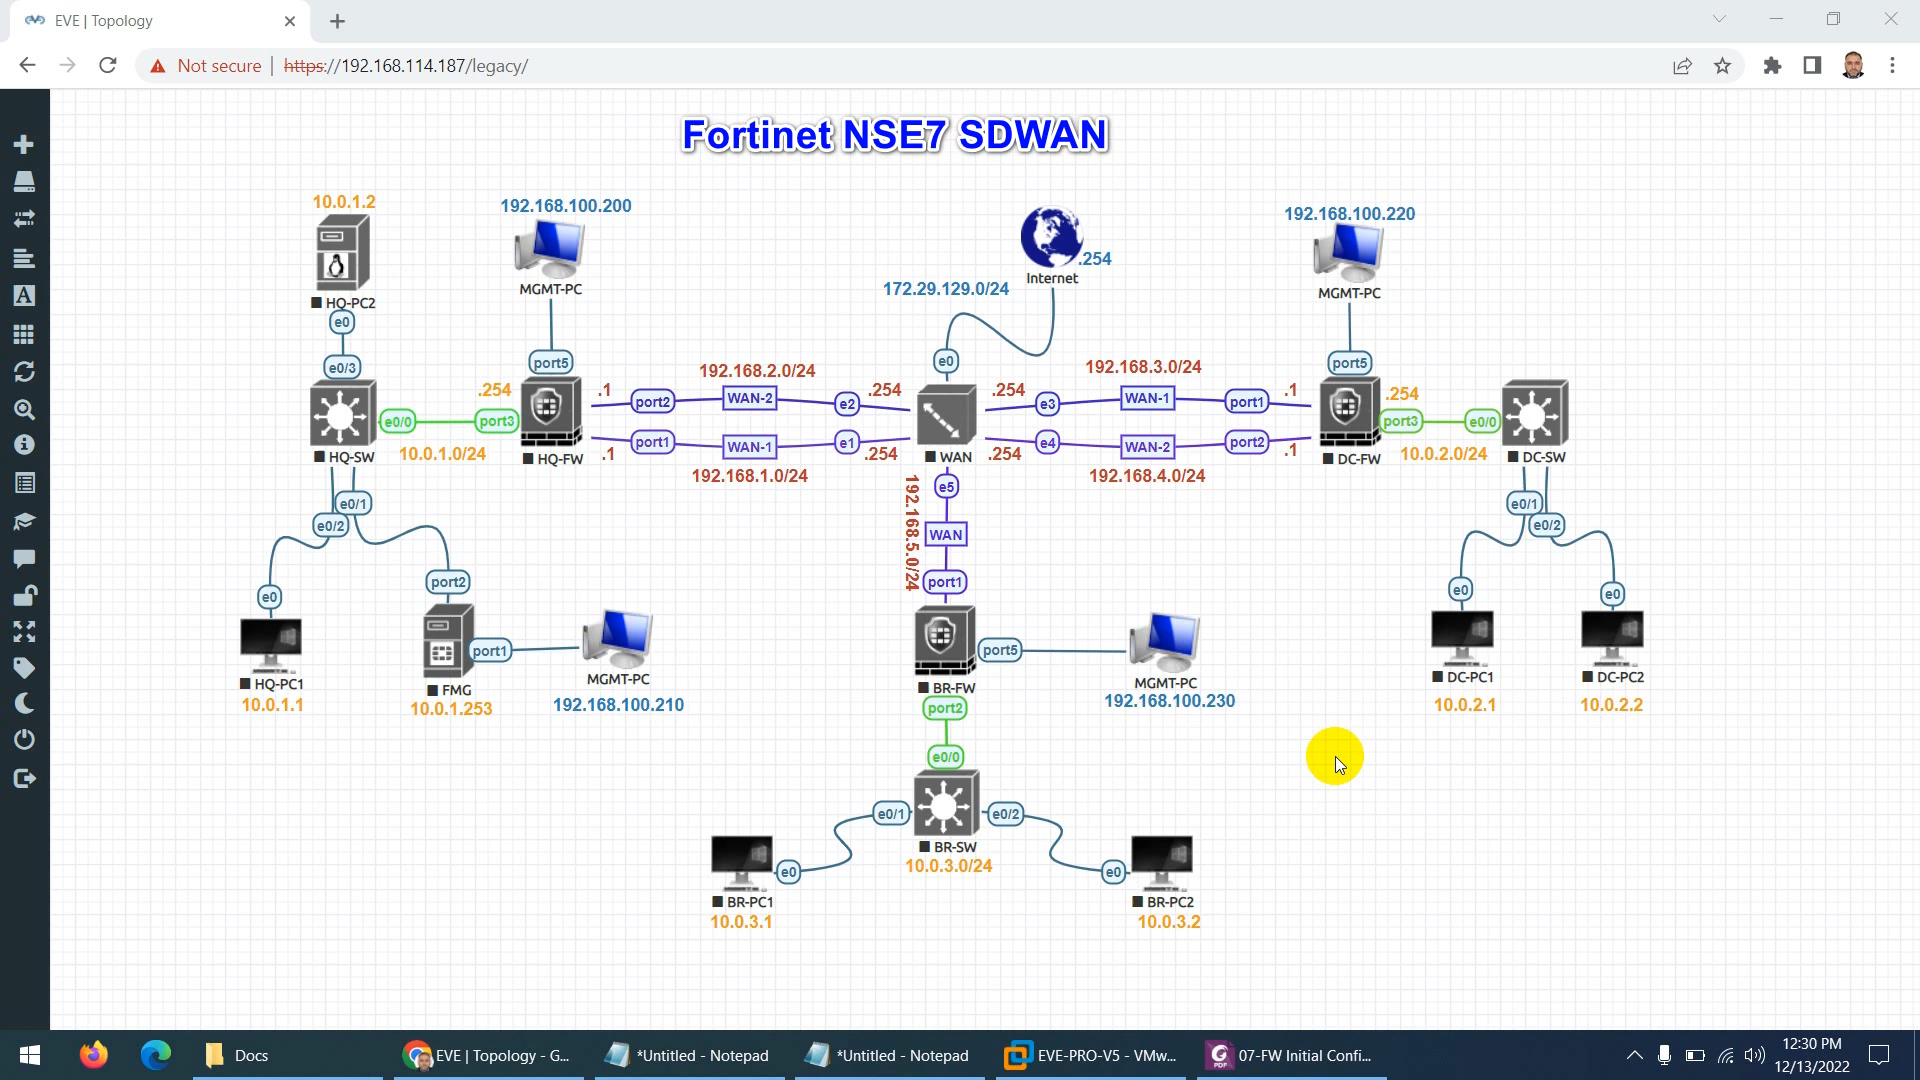 EVE | Topology
Not secure | https://192.168.114.187/legacy/
Fortinet NSE7 SDWAN
10.0.1.2
192.168.100.200
192.168.100.220
.254
Internet
172.29.129.0/24
MGMT-PC
MGMT-PC
HQ-PC2
e0
e0/3
port5
e0
port5
192.168.2.0/24
192.168.3.0/24
.254
.1
port2
WAN-2
e2
.254
.254
e3
WAN-1
port1
.1
.254
e0/0
port3
port3
e0/0
port1
WAN-1
e1
e4
WAN-2
port2
HQ-SW
10.0.1.0/24
HQ-FW
.1
.254
WAN
.254
.1
DC-FW
10.0.2.0/24
DC-SW
192.168.1.0/24
192.168.4.0/24
e0/1
e0/2
e5
192.168.5.0/24
WAN
port1
e0/1
e0/2
e0
port2
e0
e0
port1
port5
HQ-PC1
FMG
MGMT-PC
BR-FW
MGMT-PC
DC-PC1
DC-PC2
10.0.1.1
10.0.1.253
192.168.100.210
192.168.100.230
10.0.2.1
10.0.2.2
port2
e0/0
e0/1
e0/2
BR-SW
10.0.3.0/24
e0
e0
BR-PC1
BR-PC2
10.0.3.1
10.0.3.2
Docs
EVE | Topology - G...
*Untitled - Notepad
*Untitled - Notepad
EVE-PRO-V5 - VMw...
07-FW Initial Confi...
12:30 PM
12/13/2022